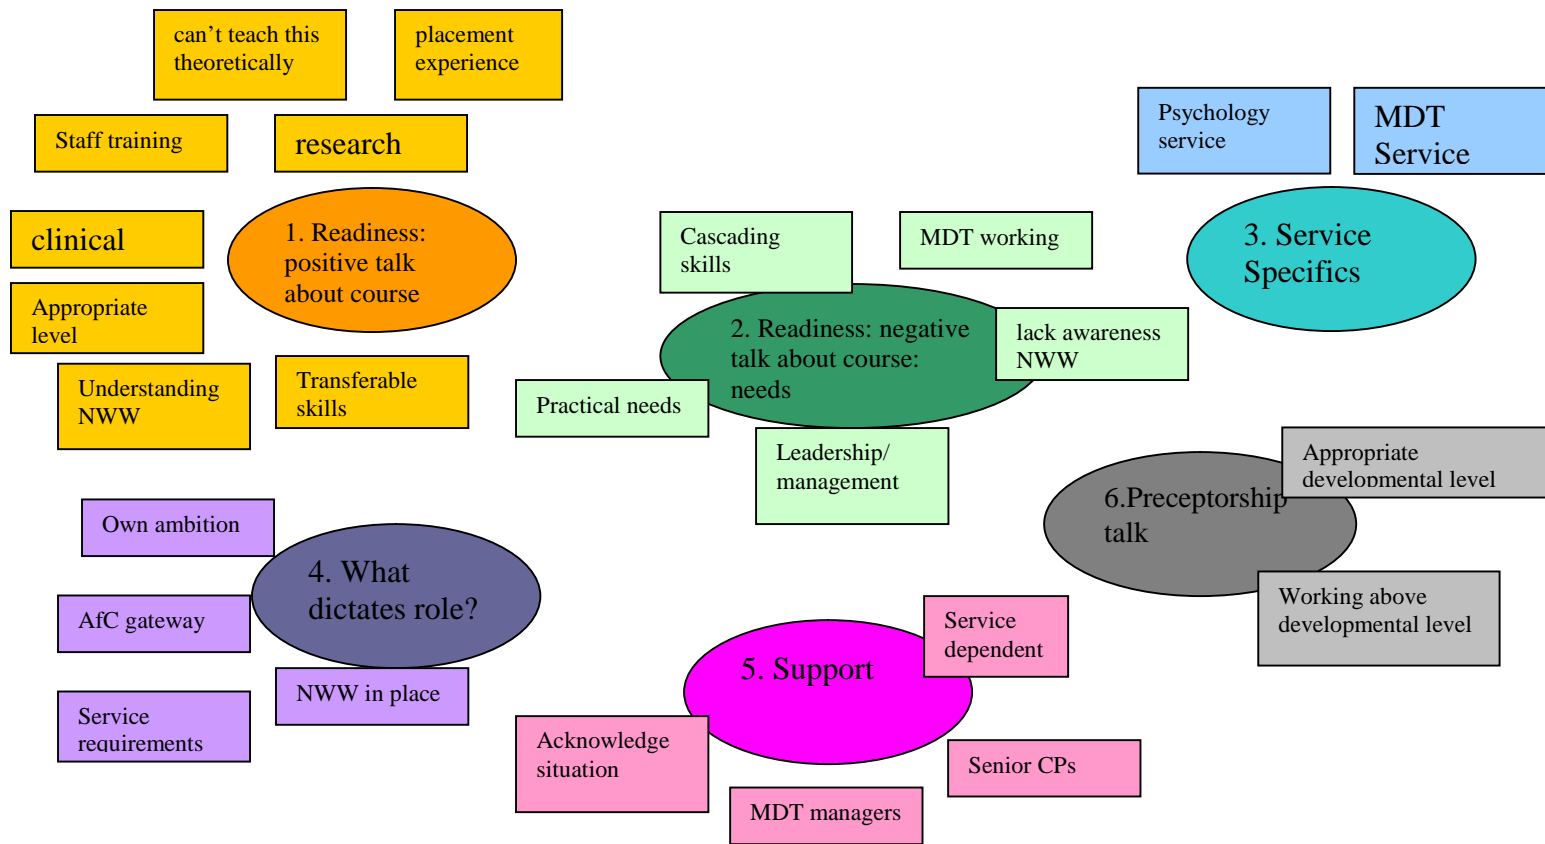 can’t teach this
theoretically
placement
experience
Staff training
research
clinical
Appropriate
level
Understanding
NWW
Transferable
skills
1. Readiness:
positive talk
about course
Cascading
skills
MDT working
2. Readiness: negative
talk about course:
needs
lack awareness
NWW
Practical needs
Leadership/
management
Psychology
service
MDT
Service
3. Service
Specifics
Own ambition
AfC gateway
Service
requirements
NWW in place
4. What
dictates role?
5. Support
Service
dependent
Acknowledge
situation
MDT managers
Senior CPs
6.Preceptorship
talk
Appropriate
developmental level
Working above
developmental level